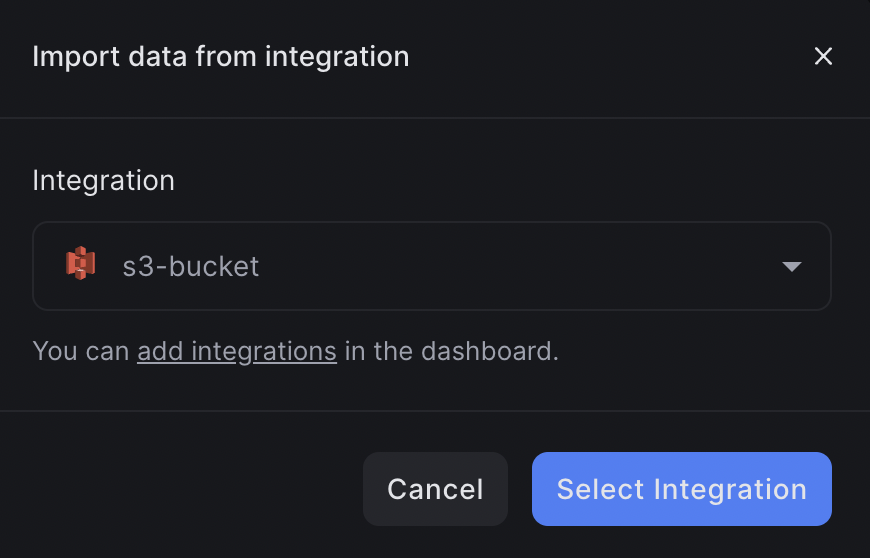 Import data from integration
Integration
s3-bucket
You can add integrations in the dashboard.
Cancel
Select Integration